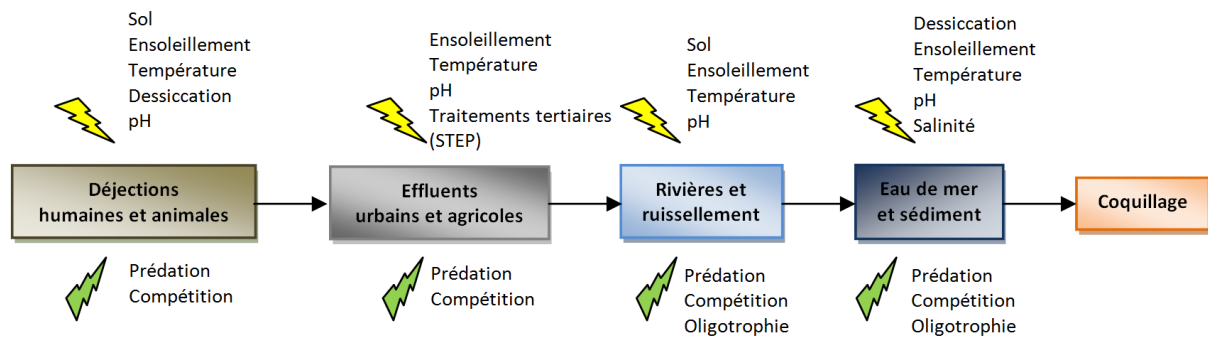 Sol
Ensoleillement
Température
Dessiccation
pH
Ensoleillement
Température
pH
Traitements tertiaires
(STEP)
Sol
Ensoleillement
Température
pH
Dessiccation
Ensoleillement
Température
pH
Salinité
Déjections
humaines et animales
Effluents
urbains et agricoles
Rivières et
ruissellement
Eau de mer
et sédiment
Coquillage
Prédation
Compétition
Prédation
Compétition
Prédation
Compétition
Oligotrophie
Prédation
Compétition
Oligotrophie